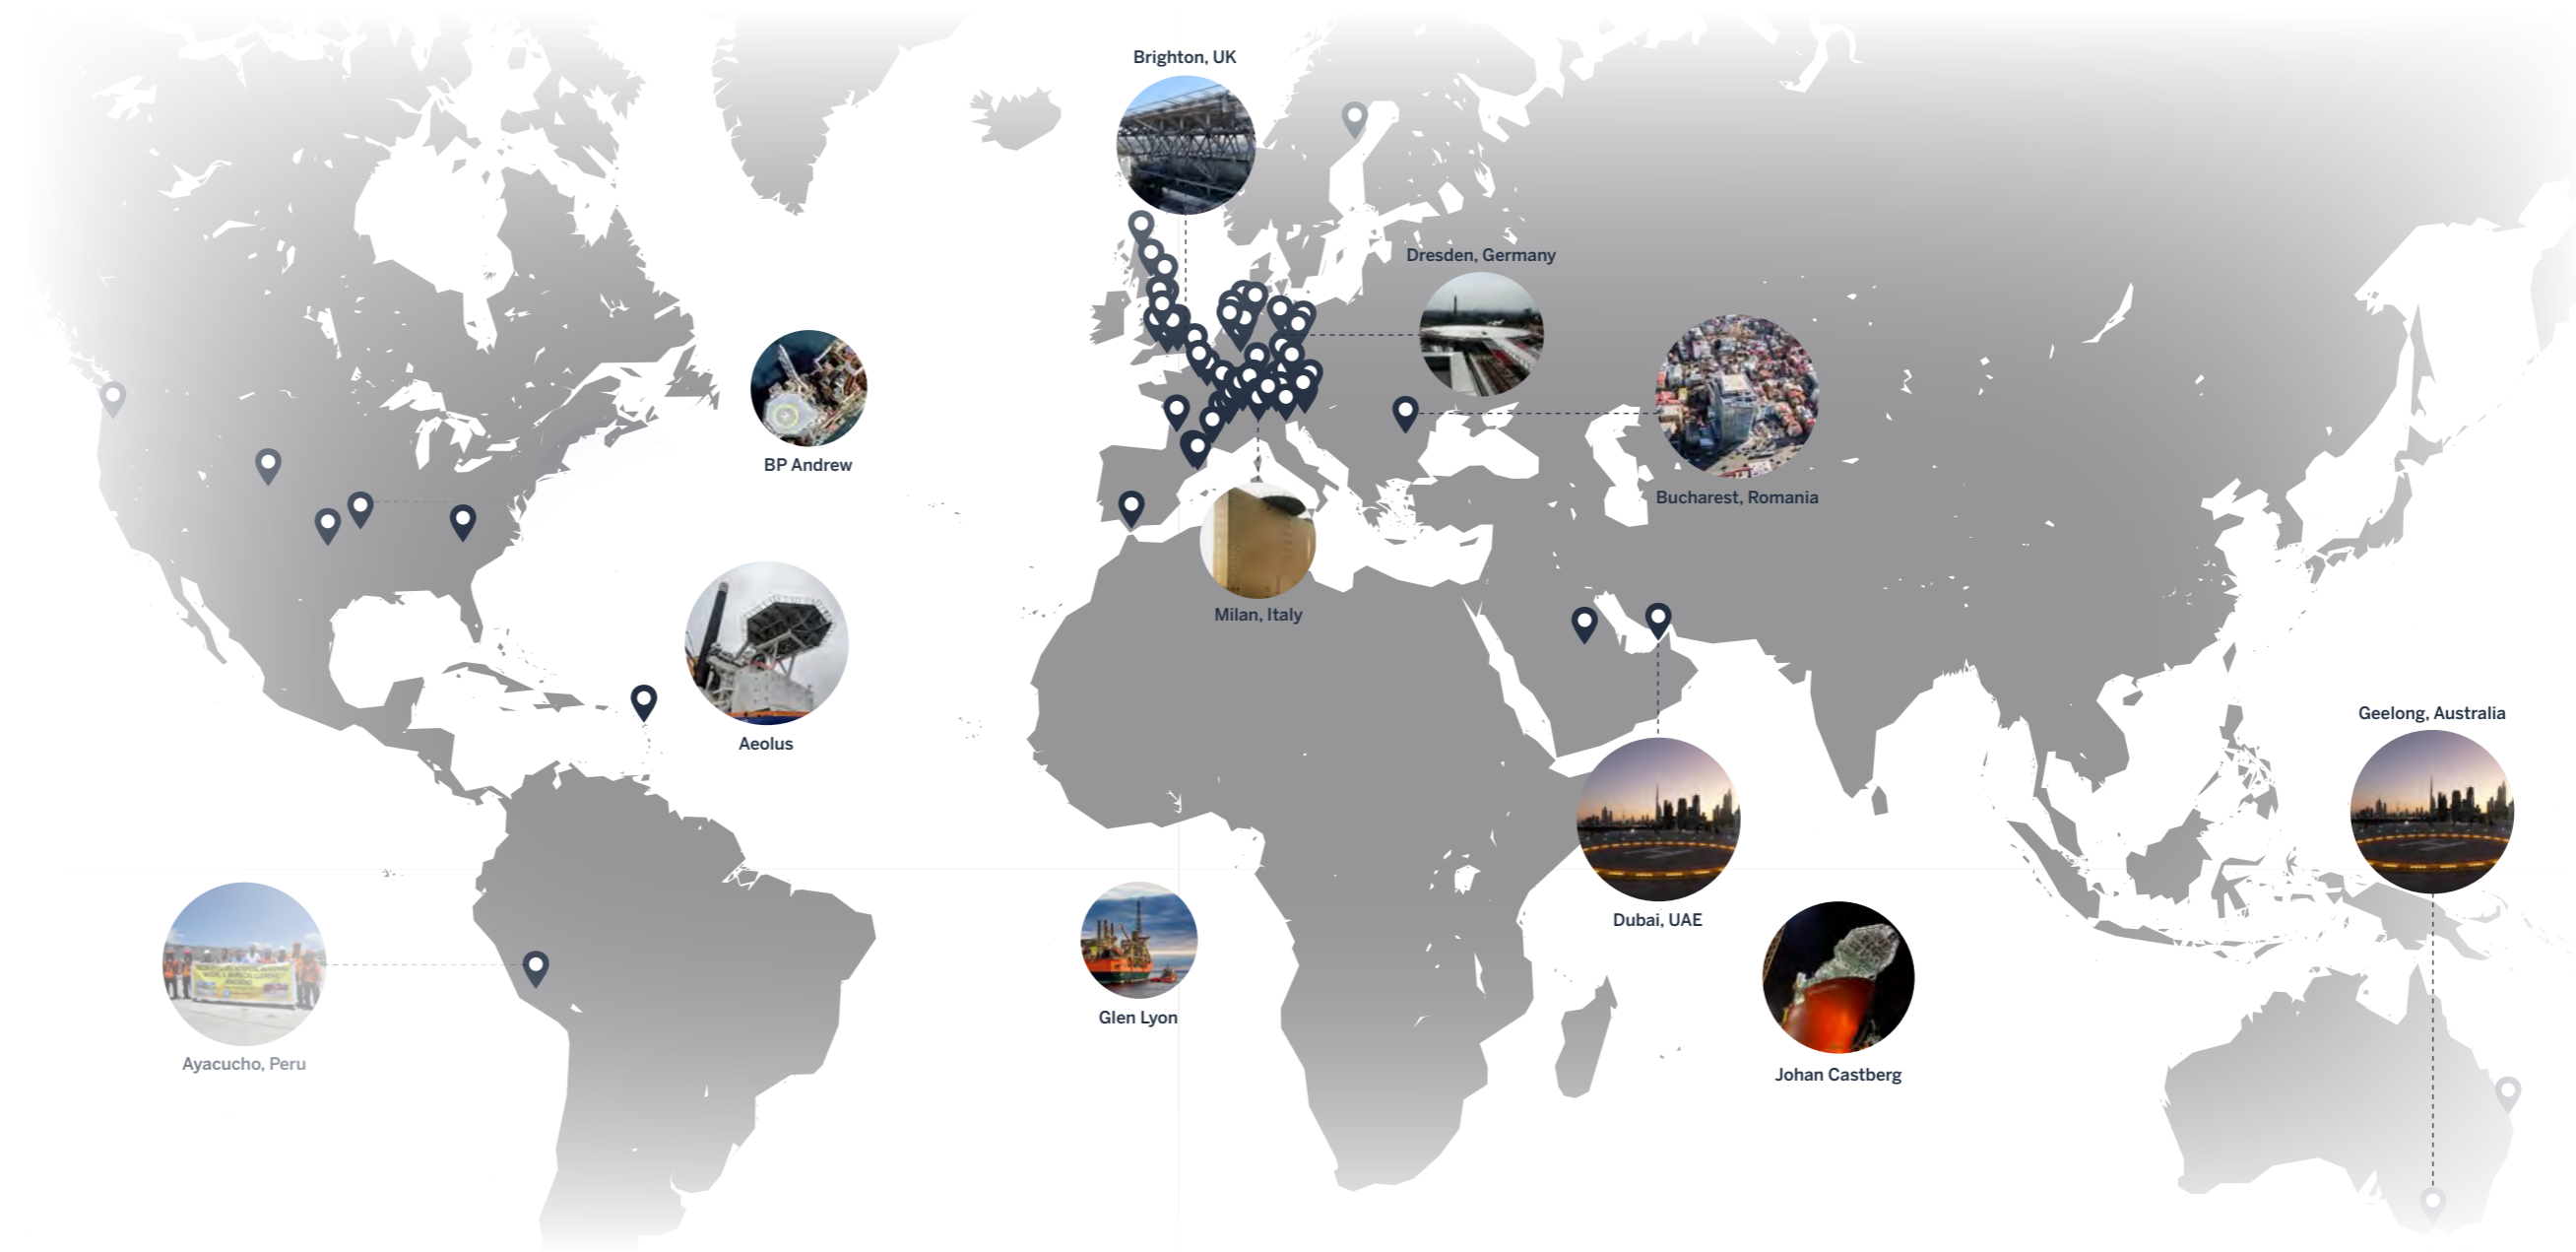 Brighton, UK
Dresden, Germany
BP Andrew
Bucharest, Romania
Milan, Italy
Aeolus
Geelong, Australia
Dubai, UAE
Glen Lyon
Ayacucho, Peru
Johan Castberg